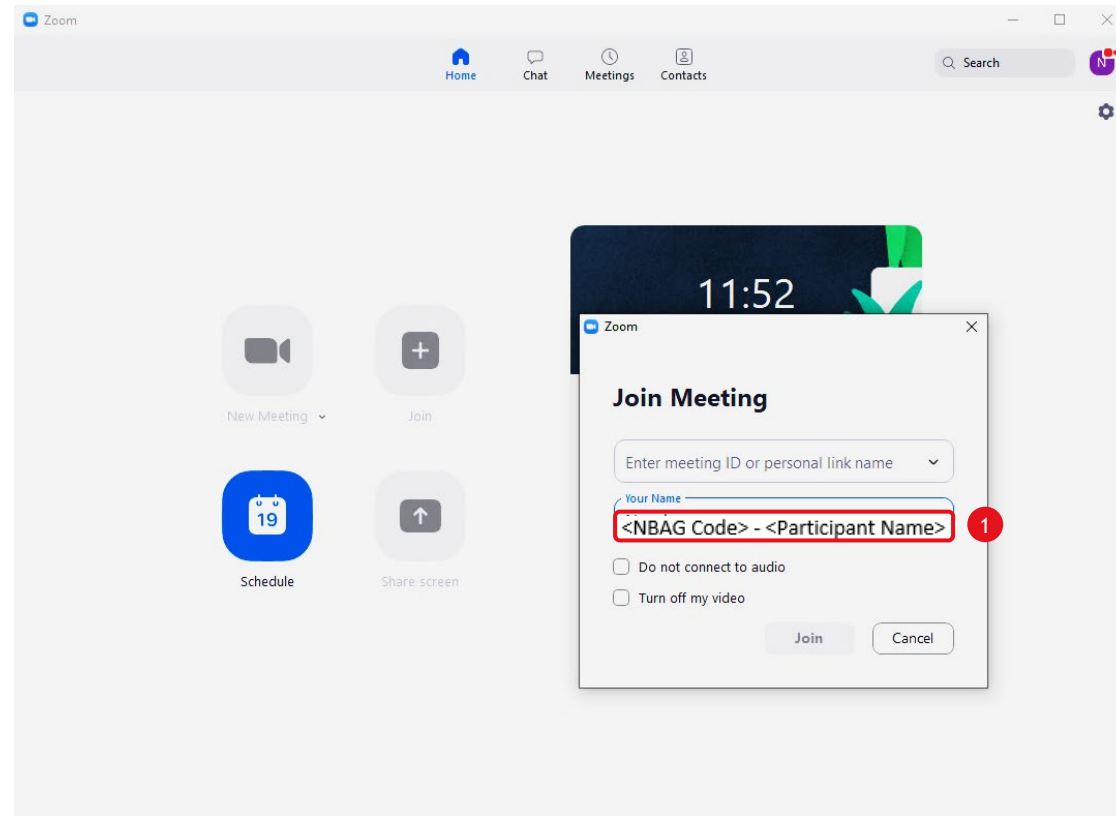 Zoom
Home
Chat
Meetings
Contacts
Search
N
11:52
New Meeting
Join
19
Schedule
Share screen
Zoom
Join Meeting
Enter meeting ID or personal link name
Your Name
<NBAG Code> - <Participant Name>
1
Do not connect to audio
Turn off my video
Join
Cancel